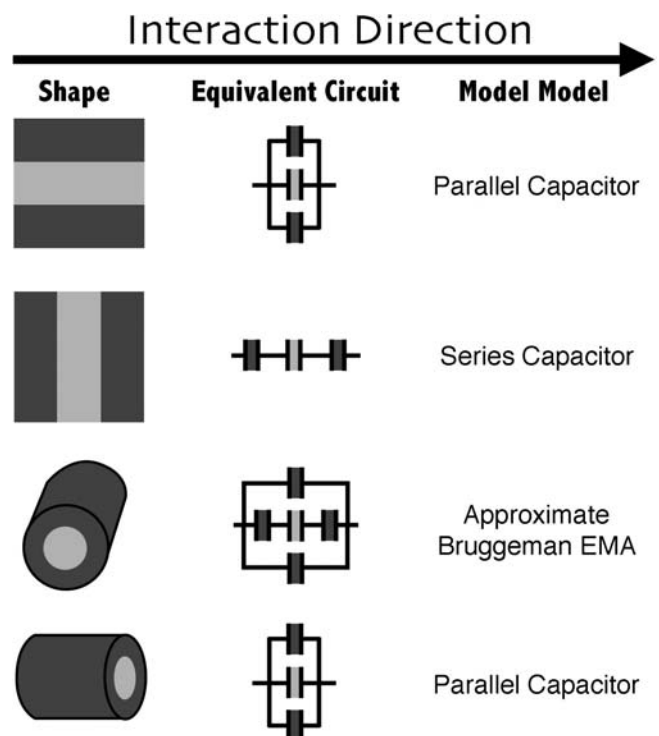 Interaction Direction
Shape Equivalent Circuit Model Model
Parallel Capacitor
Series Capacitor
Approximate
Bruggeman EMA
Parallel Capacitor